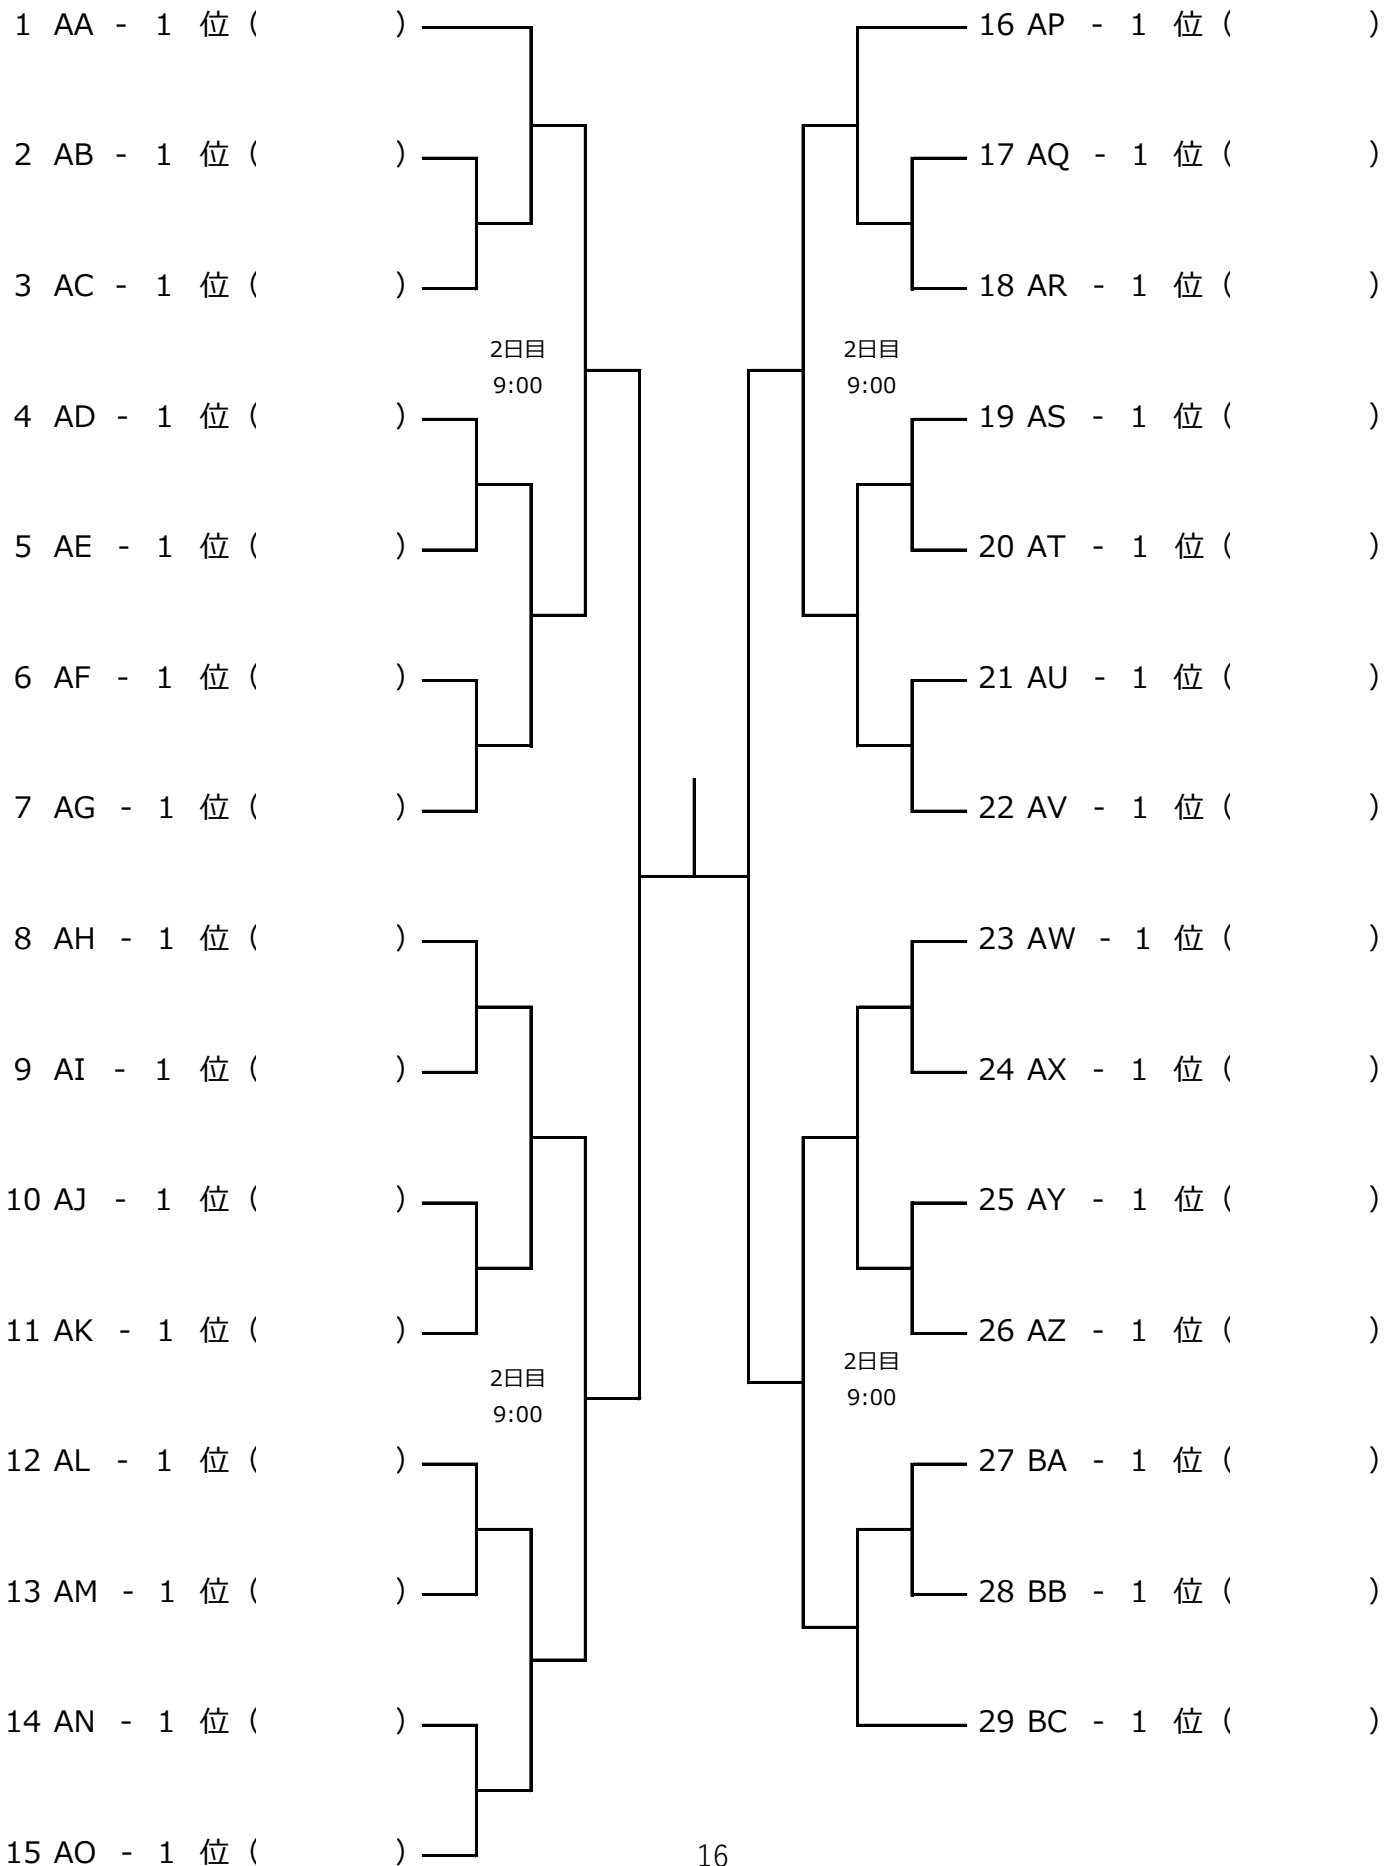 1 AA - 1 位 ( )
2 AB - 1 位 ( )
3 AC - 1 位 ( )
2日目
9:00
4 AD - 1 位 ( )
5 AE - 1 位 ( )
6 AF - 1 位 ( )
7 AG - 1 位 ( )
8 AH - 1 位 ( )
9 AI - 1 位 ( )
10 AJ - 1 位 ( )
11 AK - 1 位 ( )
2日目
9:00
12 AL - 1 位 ( )
13 AM - 1 位 ( )
14 AN - 1 位 ( )
15 AO - 1 位 ( )
16 AP - 1 位 ( )
17 AQ - 1 位 ( )
18 AR - 1 位 ( )
2日目
9:00
19 AS - 1 位 ( )
20 AT - 1 位 ( )
21 AU - 1 位 ( )
22 AV - 1 位 ( )
23 AW - 1 位 ( )
24 AX - 1 位 ( )
25 AY - 1 位 ( )
26 AZ - 1 位 ( )
2日目
9:00
27 BA - 1 位 ( )
28 BB - 1 位 ( )
29 BC - 1 位 ( )
16